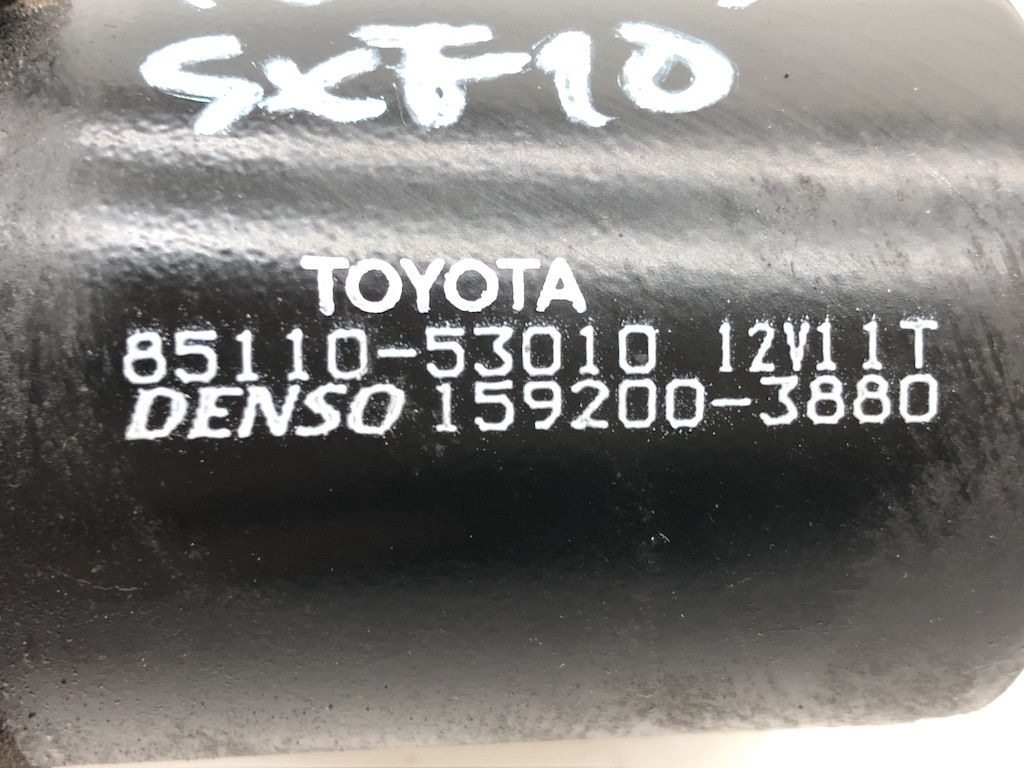 SXF10
TOYOTA
85110-53010 12V11T
DENSO 159200-3880